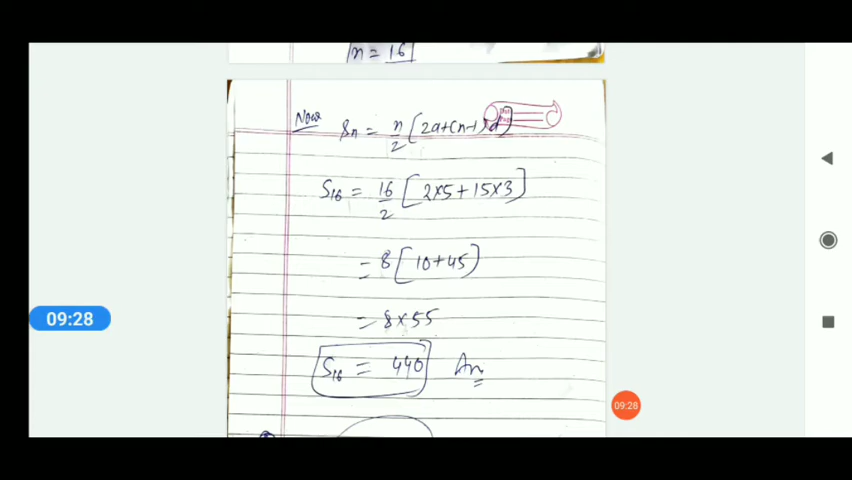 n = 16
Now Sn = n/2 [2a+(n-1)d]
S16 = 16/2 [2×5+15×3]
= 8 [10+45]
= 8×55
S16 = 440 Ans
09:28
09:28